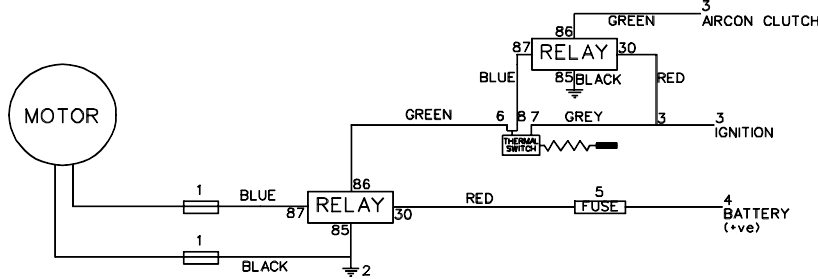 3
GREEN AIRCON CLUTCH
86
87 RELAY 30
BLUE 85 BLACK RED
MOTOR
GREEN 6 8 7 GREY 3 3
IGNITION
THERMAL
SWITCH
86
1 BLUE 87 RELAY 30 RED 5 FUSE 4
BATTERY
(+ve)
85
1
BLACK 2